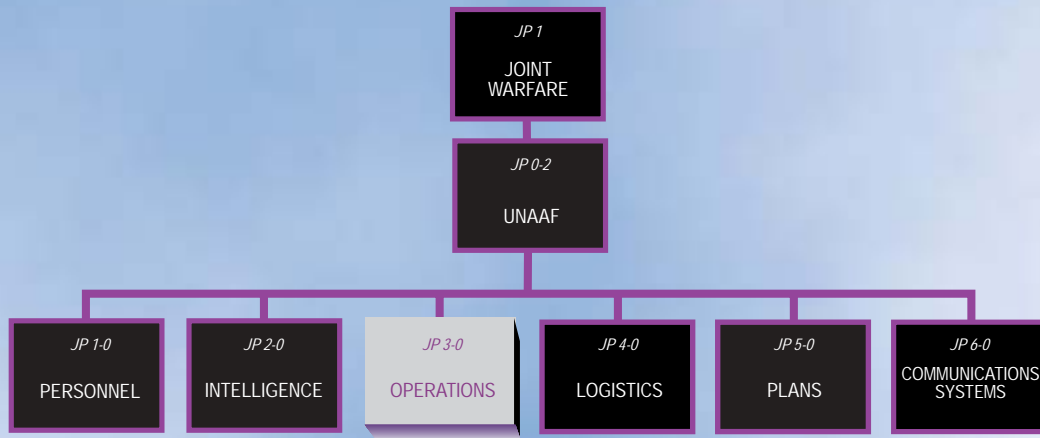 JP 1
JOINT
WARFARE
JP 0-2
UNAAF
JP 1-0
PERSONNEL
JP 2-0
INTELLIGENCE
JP 3-0
OPERATIONS
JP 4-0
LOGISTICS
JP 5-0
PLANS
JP 6-0
COMMUNICATIONS
SYSTEMS